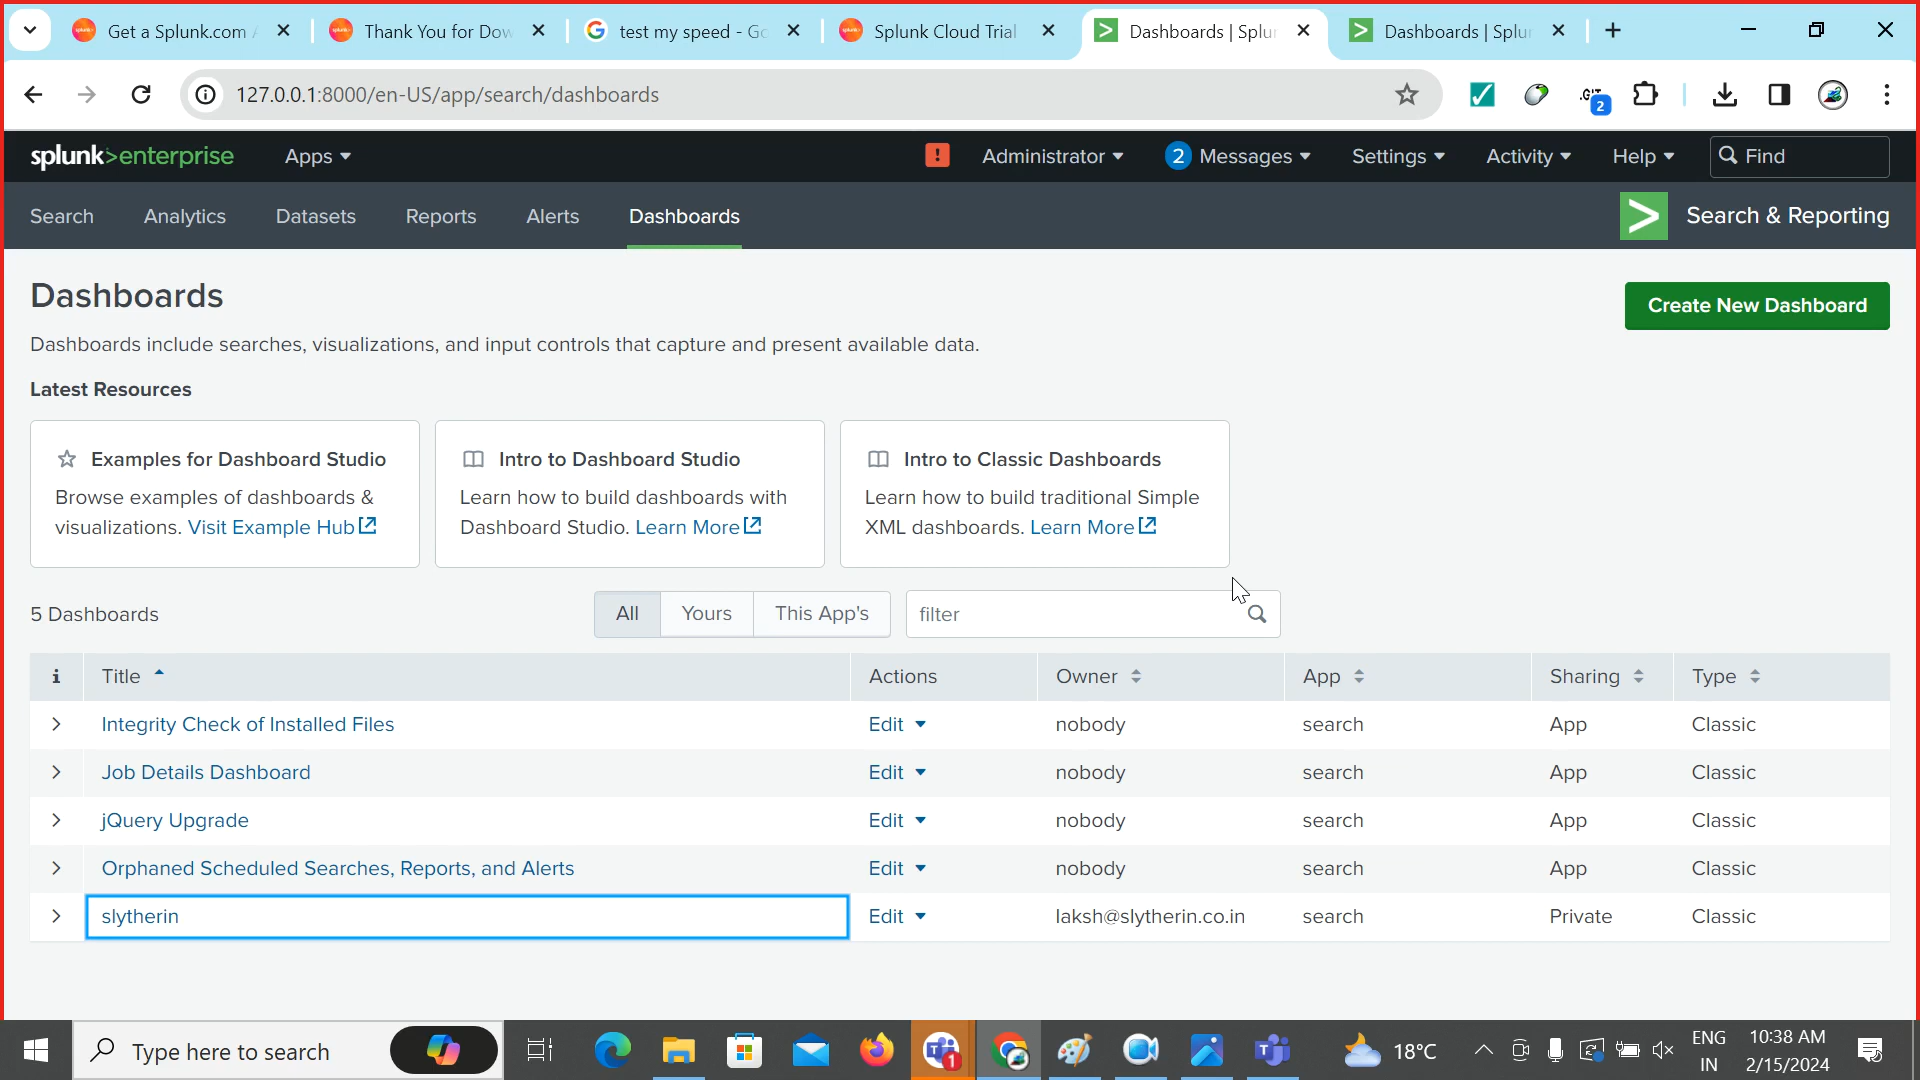 Get a Splunk.com
Thank You for Dow
test my speed - Go
Splunk Cloud Trial
Dashboards | Splun
Dashboards | Splun
127.0.0.1:8000/en-US/app/search/dashboards
.GIT
2
splunk>enterprise
Apps
!
Administrator
2 Messages
Settings
Activity
Help
Find
Search
Analytics
Datasets
Reports
Alerts
Dashboards
Search & Reporting
Dashboards
Create New Dashboard
Dashboards include searches, visualizations, and input controls that capture and present available data.
Latest Resources
Examples for Dashboard Studio
Browse examples of dashboards &
visualizations. Visit Example Hub
Intro to Dashboard Studio
Learn how to build dashboards with
Dashboard Studio. Learn More
Intro to Classic Dashboards
Learn how to build traditional Simple
XML dashboards. Learn More
5 Dashboards
All
Yours
This App's
filter
i Title Actions Owner App Sharing Type
Integrity Check of Installed Files Edit nobody search App Classic
Job Details Dashboard Edit nobody search App Classic
jQuery Upgrade Edit nobody search App Classic
Orphaned Scheduled Searches, Reports, and Alerts Edit nobody search App Classic
slytherin Edit laksh@slytherin.co.in search Private Classic
Type here to search
1
18°C
ENG
IN
10:38 AM
2/15/2024